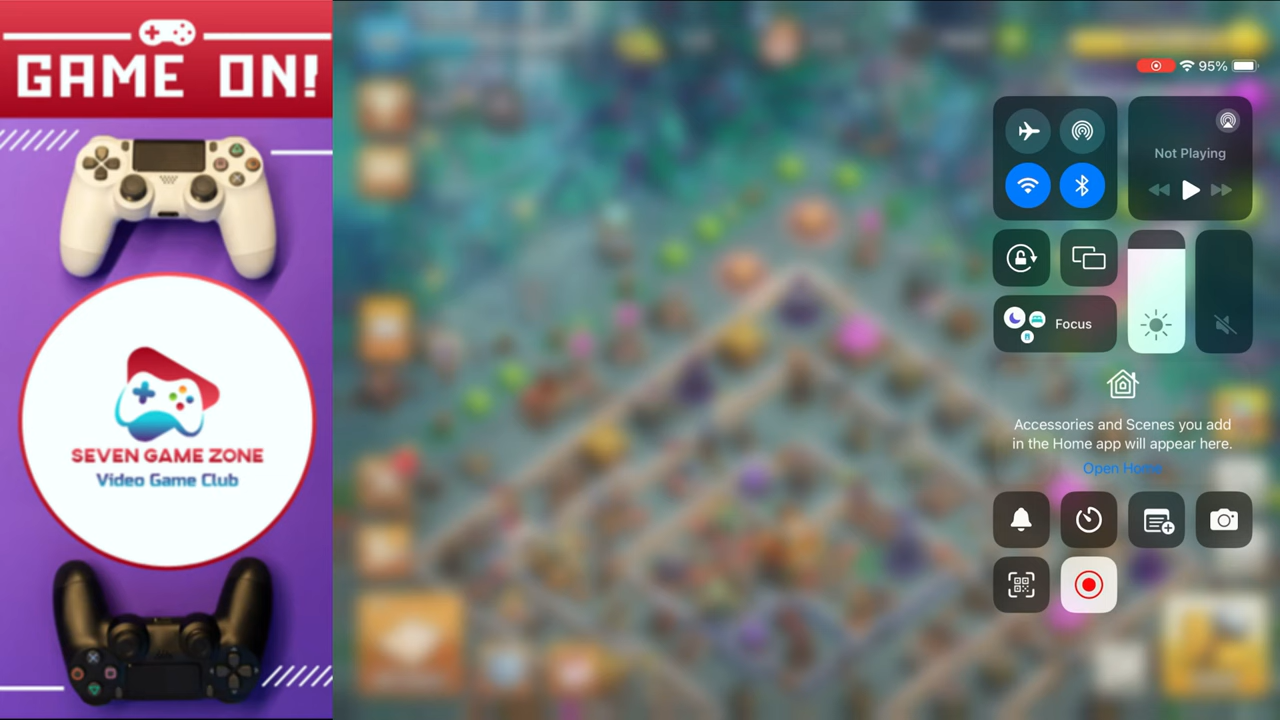 GAME ON!
SEVEN GAME ZONE
Video Game Club
95%
Not Playing
Focus
Accessories and Scenes you add
in the Home app will appear here.
Open Home